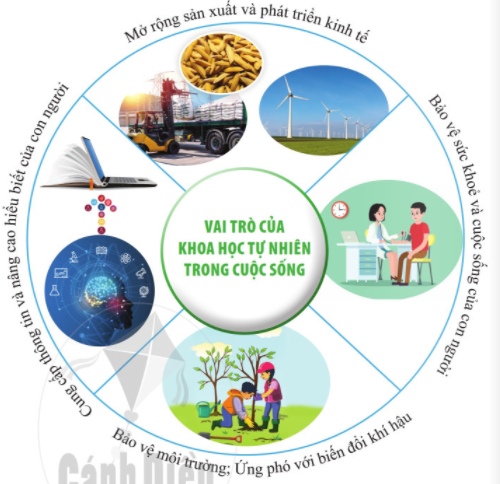 Mở rộng sản xuất và phát triển kinh tế
Bảo vệ sức khoẻ và cuộc sống của con người
Bảo vệ môi trường; Ứng phó với biến đổi khí hậu
Cung cấp thông tin và nâng cao hiểu biết của con người
VAI TRÒ CỦA
KHOA HỌC TỰ NHIÊN
TRONG CUỘC SỐNG
Cánh Diều